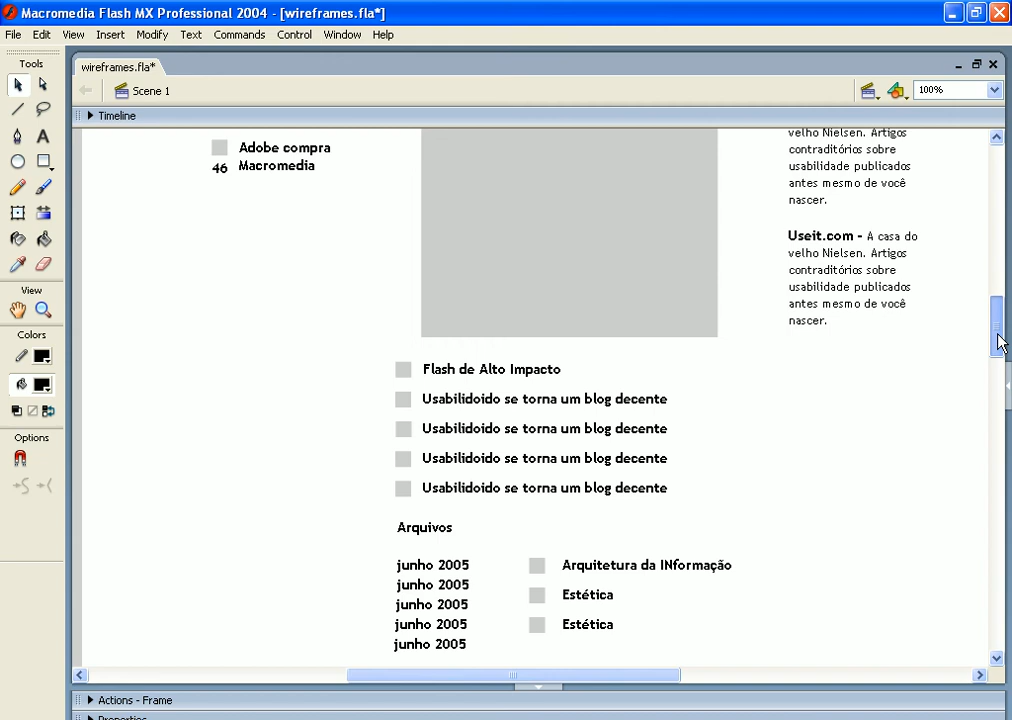 Macromedia Flash MX Professional 2004 - [wireframes.fla*]
File Edit View Insert Modify Text Commands Control Window Help
Tools
wireframes.fla*
Scene 1
100%
Timeline
View
Colors
Options
Adobe compra
46 Macromedia
velho Nielsen. Artigos
contraditórios sobre
usabilidade publicados
antes mesmo de você
nascer.
Useit.com - A casa do
velho Nielsen. Artigos
contraditórios sobre
usabilidade publicados
antes mesmo de você
nascer.
Flash de Alto Impacto
Usabilidoido se torna um blog decente
Usabilidoido se torna um blog decente
Usabilidoido se torna um blog decente
Usabilidoido se torna um blog decente
Arquivos
junho 2005
junho 2005
junho 2005
junho 2005
junho 2005
Arquitetura da INformação
Estética
Estética
Actions - Frame
Properties